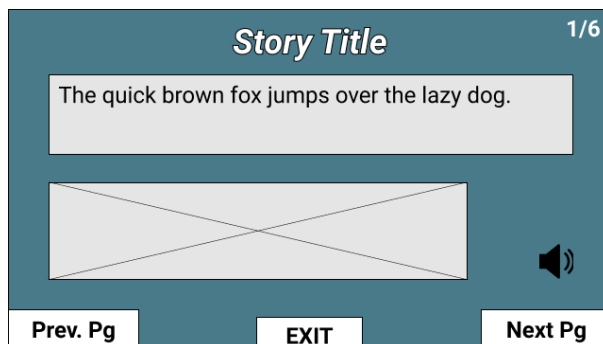 Story Title
1/6
The quick brown fox jumps over the lazy dog.
Prev. Pg
EXIT
Next Pg